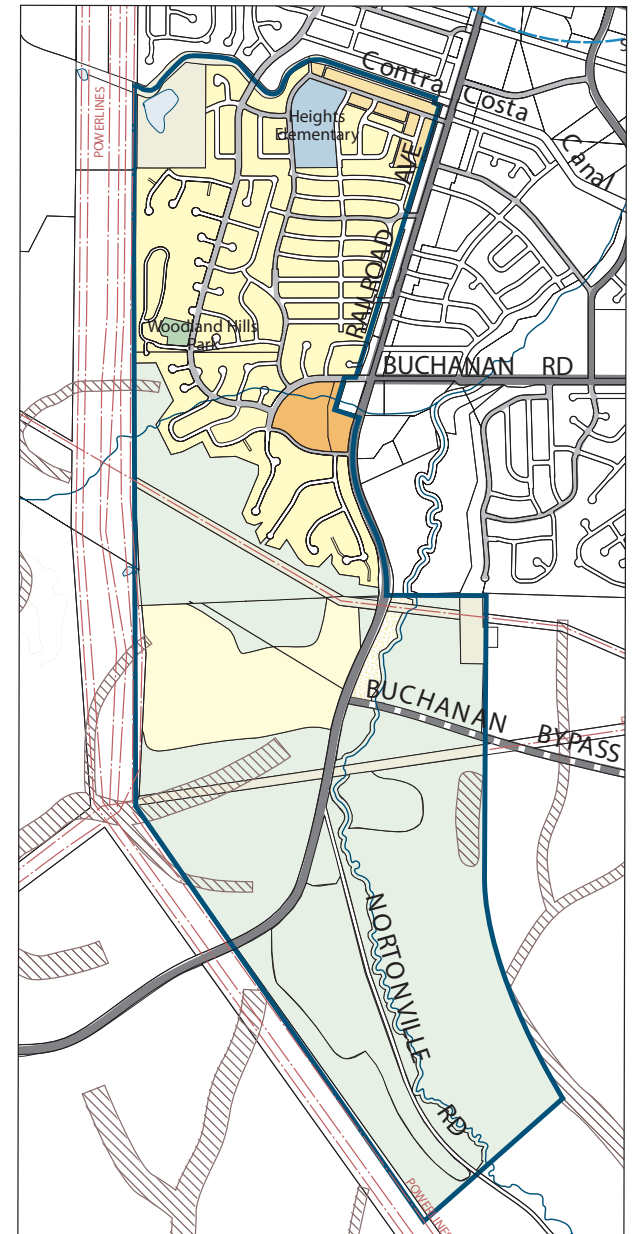 Contra Costa Canal
POWERLINES
Heights
Elementary
RAILROAD AVE
Woodland Hills
Park
BUCHANAN RD
BUCHANAN BYPASS
NORTONVILLE RD
POWERLINES